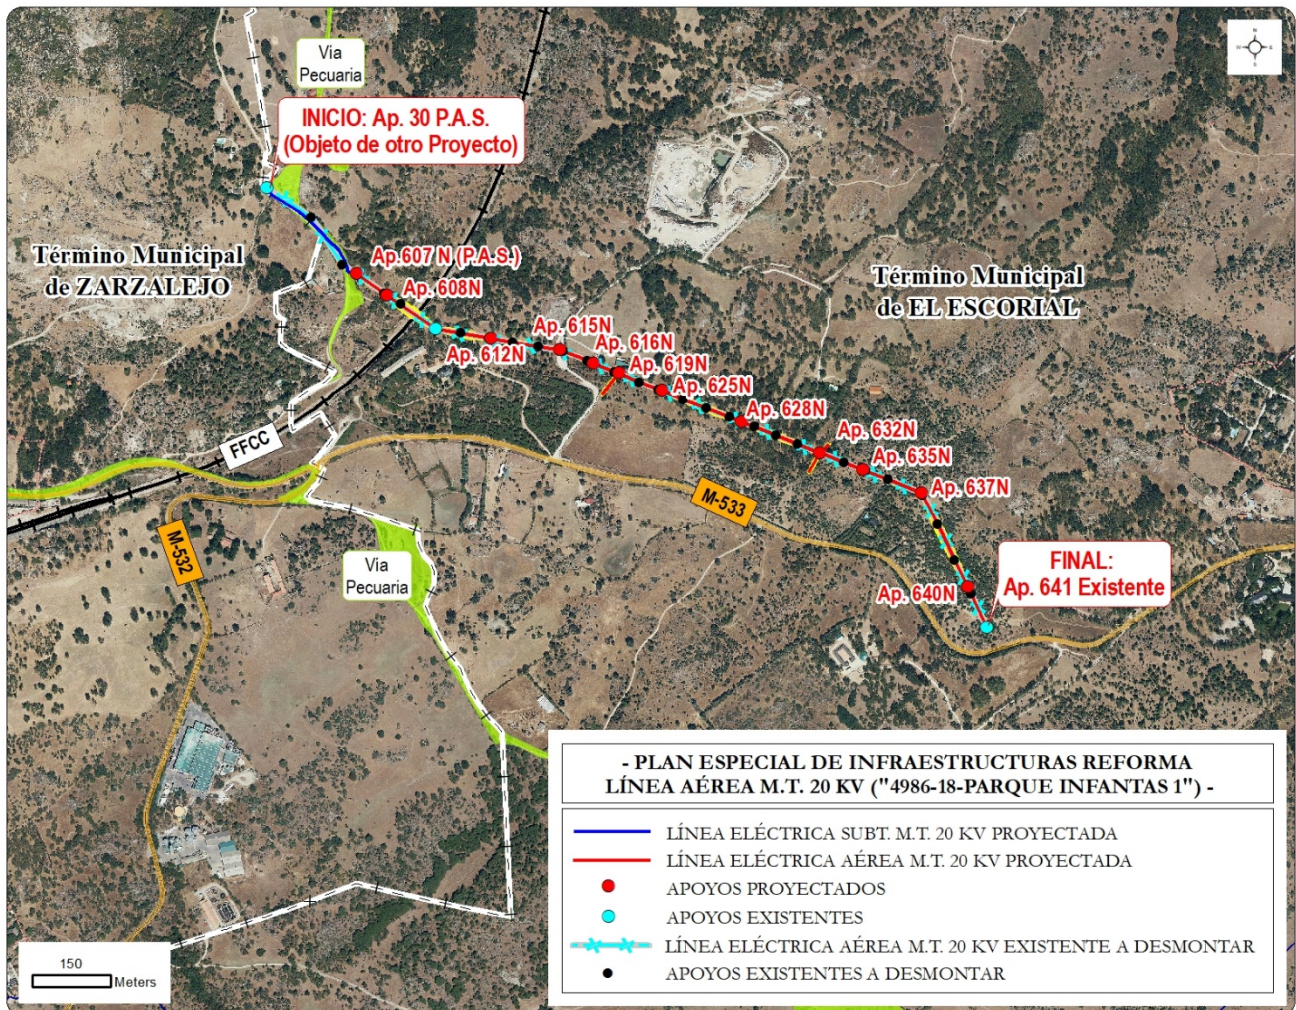 Via
Pecuaria
N
W
E
S
INICIO: Ap. 30 P.A.S.
(Objeto de otro Proyecto)
Término Municipal
de ZARZALEJO
Término Municipal
de EL ESCORIAL
Ap.607 N (P.A.S.)
Ap. 608N
Ap. 612N
Ap. 615N
Ap. 616N
Ap. 619N
Ap. 625N
Ap. 628N
Ap. 632N
Ap. 635N
Ap. 637N
Ap. 640N
FFCC
M-533
M-532
Via
Pecuaria
FINAL:
Ap. 641 Existente
- PLAN ESPECIAL DE INFRAESTRUCTURAS REFORMA
LÍNEA AÉREA M.T. 20 KV ("4986-18-PARQUE INFANTAS 1") -
LÍNEA ELÉCTRICA SUBT. M.T. 20 KV PROYECTADA
LÍNEA ELÉCTRICA AÉREA M.T. 20 KV PROYECTADA
APOYOS PROYECTADOS
APOYOS EXISTENTES
LÍNEA ELÉCTRICA AÉREA M.T. 20 KV EXISTENTE A DESMONTAR
APOYOS EXISTENTES A DESMONTAR
150
Meters